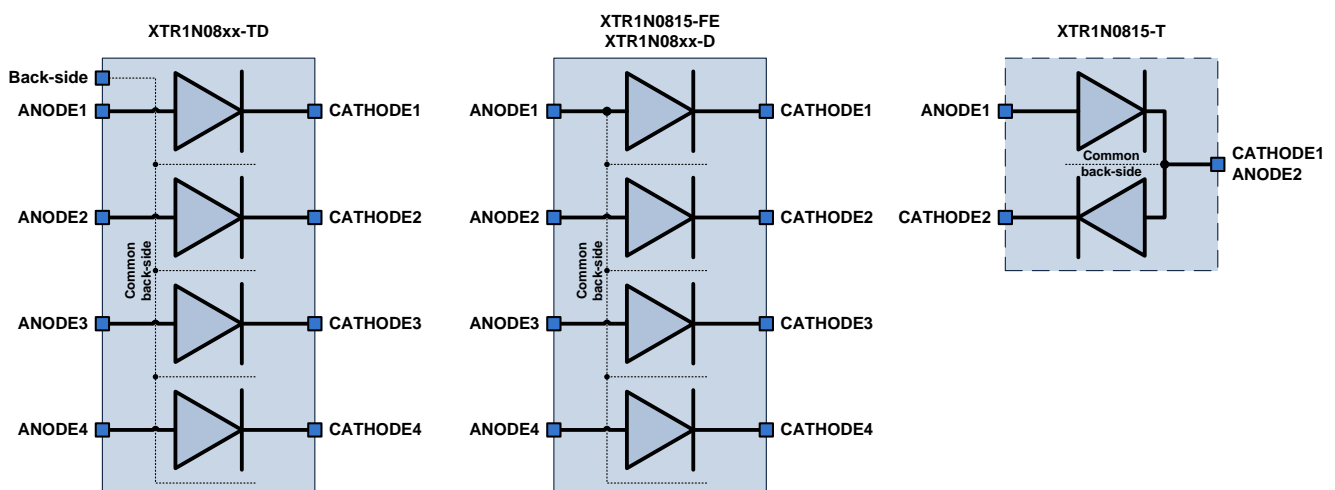 XTR1N08xx-TD
Back-side
ANODE1
CATHODE1
ANODE2
CATHODE2
Common
back-side
ANODE3
CATHODE3
ANODE4
CATHODE4
XTR1N0815-FE
XTR1N08xx-D
ANODE1
CATHODE1
ANODE2
CATHODE2
Common
back-side
ANODE3
CATHODE3
ANODE4
CATHODE4
XTR1N0815-T
ANODE1
Common
back-side
CATHODE1
ANODE2
CATHODE2